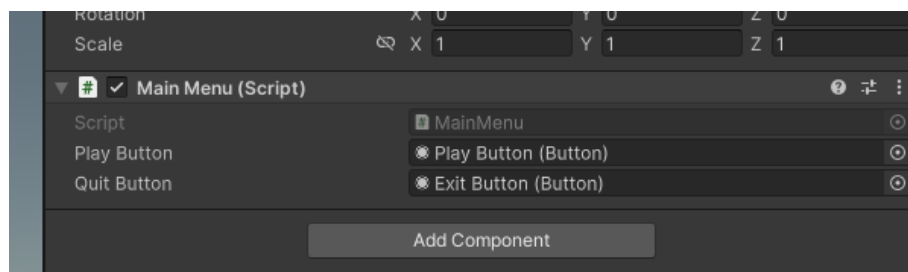 Rotation X 0 Y 0 Z 0
Scale X 1 Y 1 Z 1
# Main Menu (Script)
Script # MainMenu
Play Button Play Button (Button)
Quit Button Exit Button (Button)
Add Component